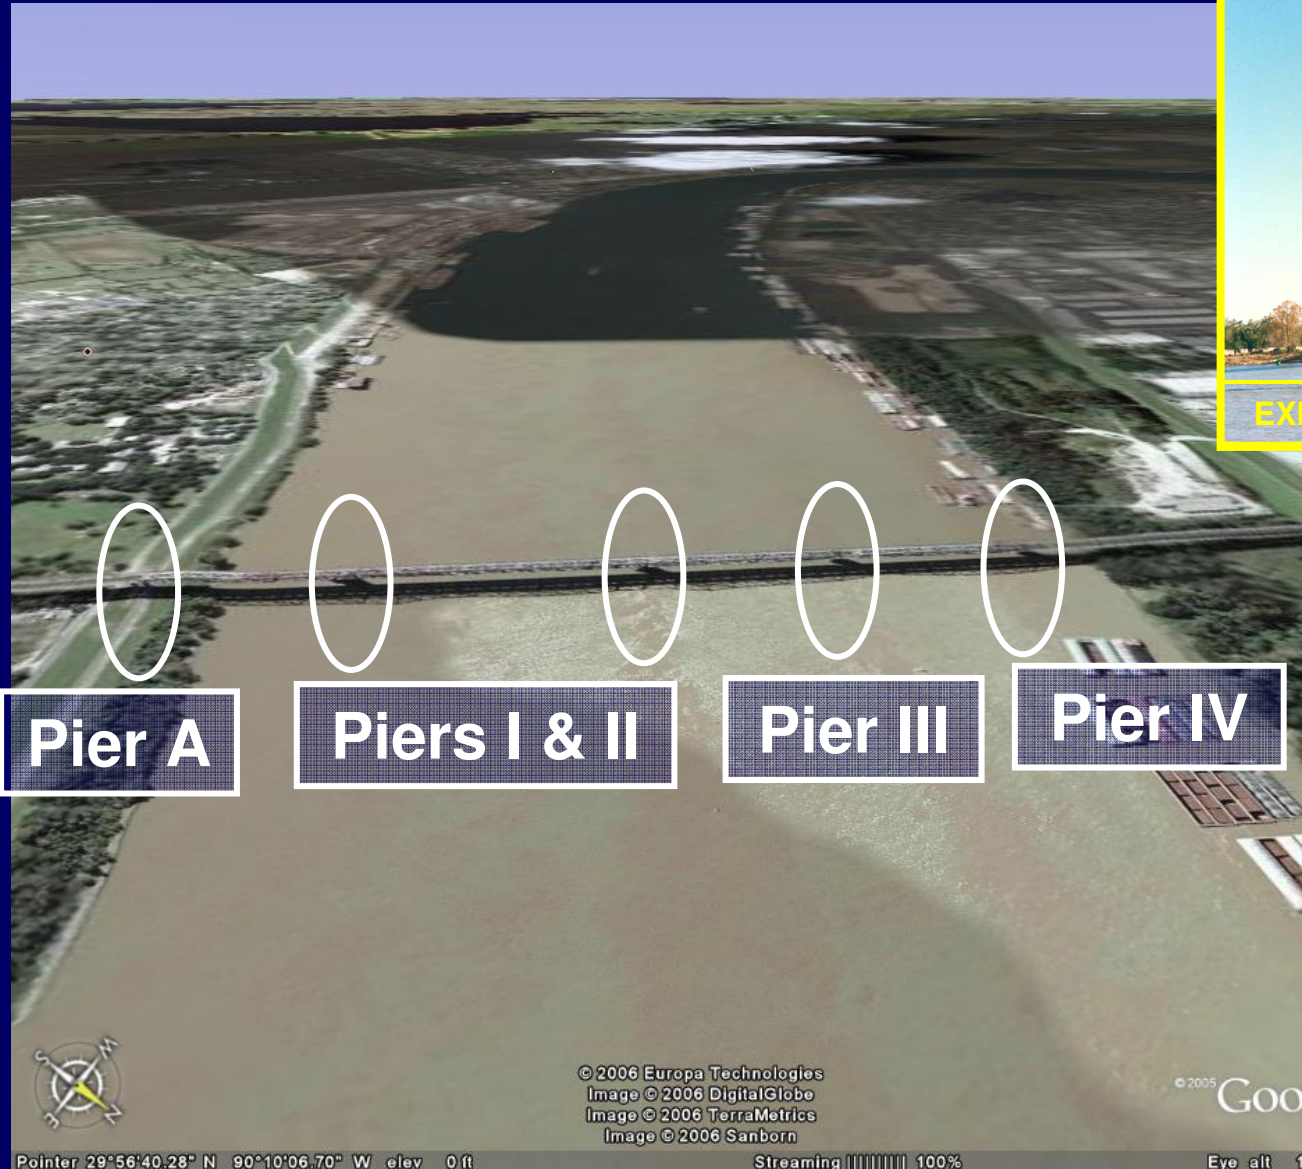 Pier A
Piers I & II
Pier III
Pier IV
S
W
E
N
© 2006 Europa Technologies
Image © 2006 DigitalGlobe
Image © 2006 TerraMetrics
Image © 2006 Sanborn
© 2005
Pointer 29°56'40.28" N 90°10'06.70" W elev 0 ft
Streaming |||||||||| 100%
Eye alt